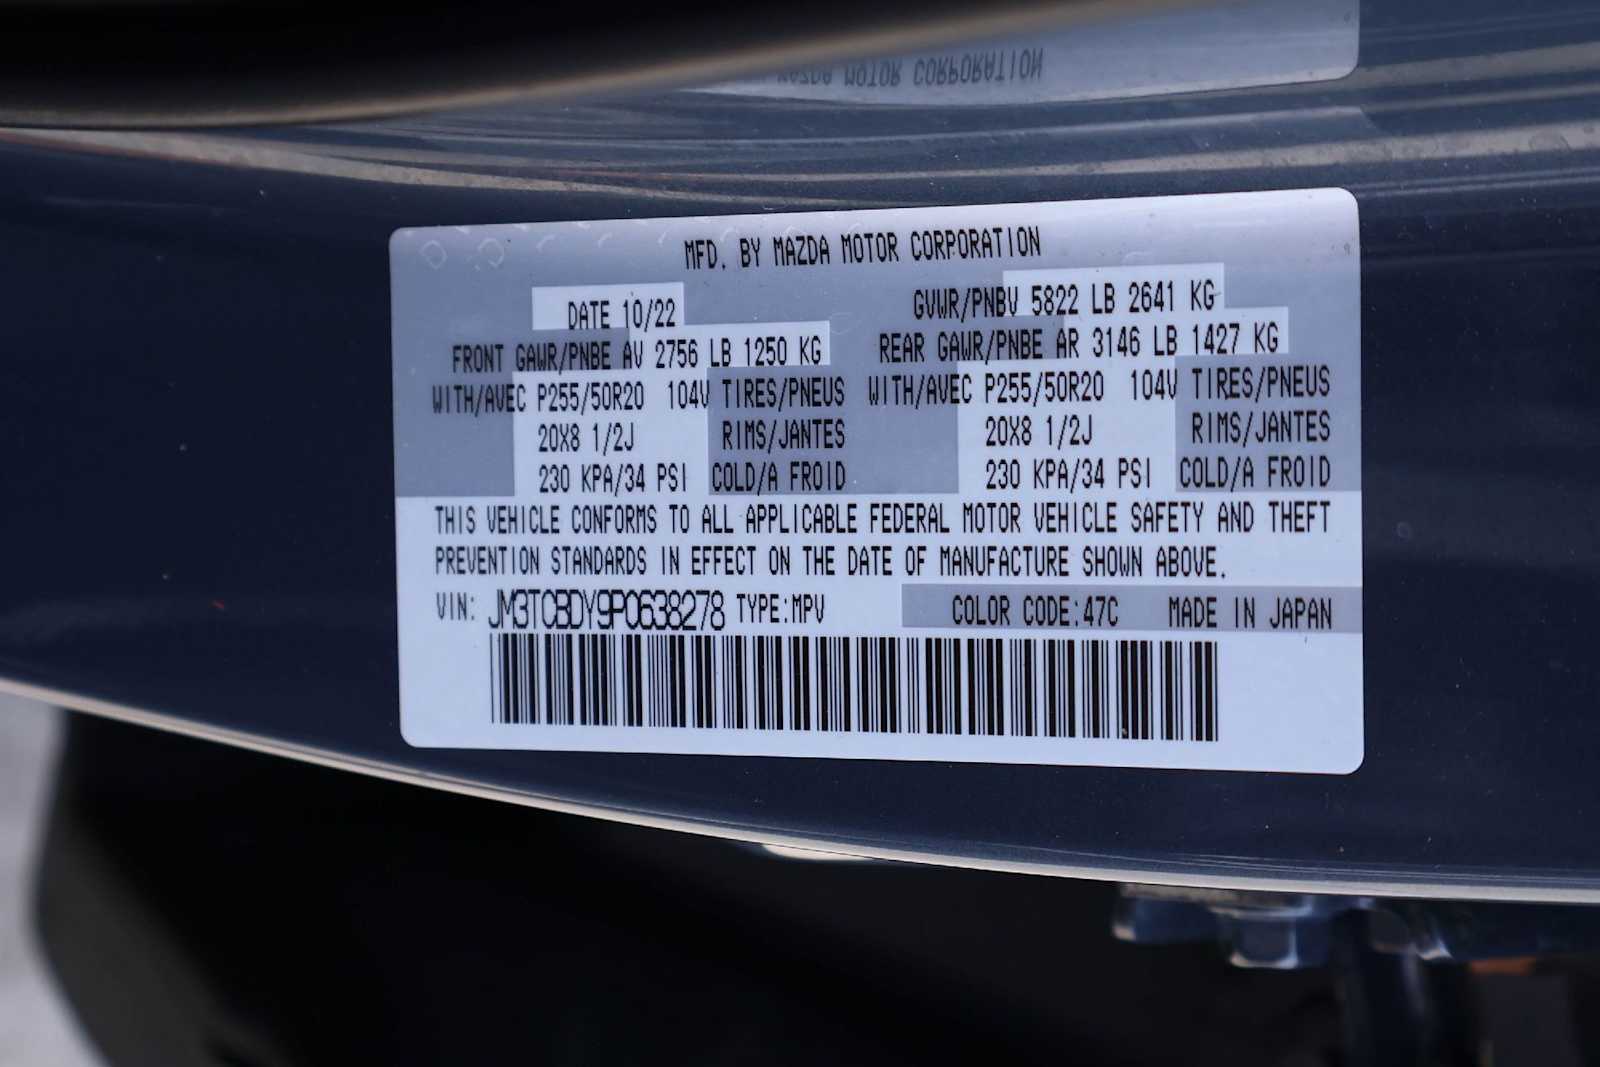 MAZDA MOTOR CORPORATION
MFD. BY MAZDA MOTOR CORPORATION
DATE 10/22 GVWR/PNBV 5822 LB 2641 KG
FRONT GAWR/PNBE AV 2756 LB 1250 KG REAR GAWR/PNBE AR 3146 LB 1427 KG
WITH/AVEC P255/50R20 104V TIRES/PNEUS WITH/AVEC P255/50R20 104V TIRES/PNEUS
20X8 1/2J RIMS/JANTES 20X8 1/2J RIMS/JANTES
230 KPA/34 PSI COLD/A FROID 230 KPA/34 PSI COLD/A FROID
THIS VEHICLE CONFORMS TO ALL APPLICABLE FEDERAL MOTOR VEHICLE SAFETY AND THEFT
PREVENTION STANDARDS IN EFFECT ON THE DATE OF MANUFACTURE SHOWN ABOVE.
VIN: JM3TCBDY9P0638278 TYPE:MPV COLOR CODE:47C MADE IN JAPAN